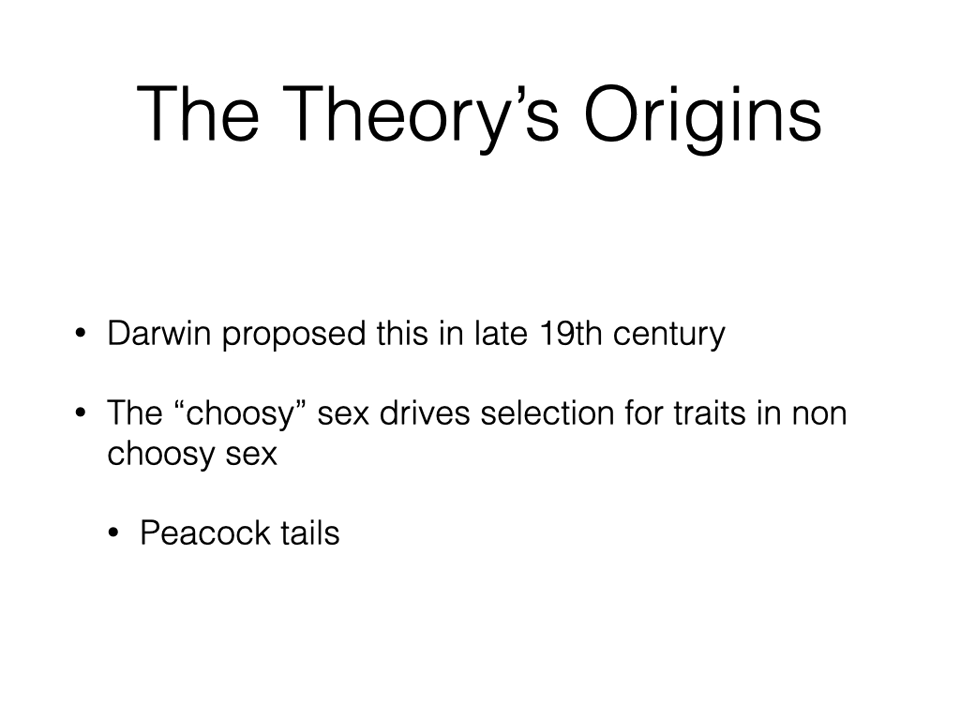 The Theory’s Origins
• Darwin proposed this in late 19th century
• The “choosy” sex drives selection for traits in non
choosy sex
• Peacock tails